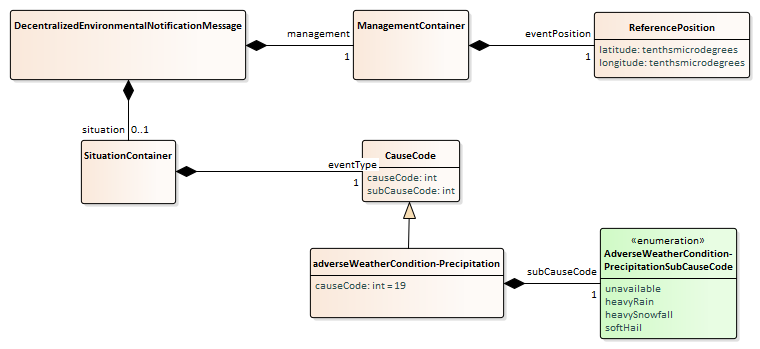 DecentralizedEnvironmentalNotificationMessage
management
1
ManagementContainer
eventPosition
1
ReferencePosition
latitude: tenthsmicrodegrees
longitude: tenthsmicrodegrees
situation 0..1
SituationContainer
eventType
1
CauseCode
causeCode: int
subCauseCode: int
adverseWeatherCondition-Precipitation
causeCode: int = 19
subCauseCode
1
«enumeration»
AdverseWeatherCondition-
PrecipitationSubCauseCode
unavailable
heavyRain
heavySnowfall
softHail